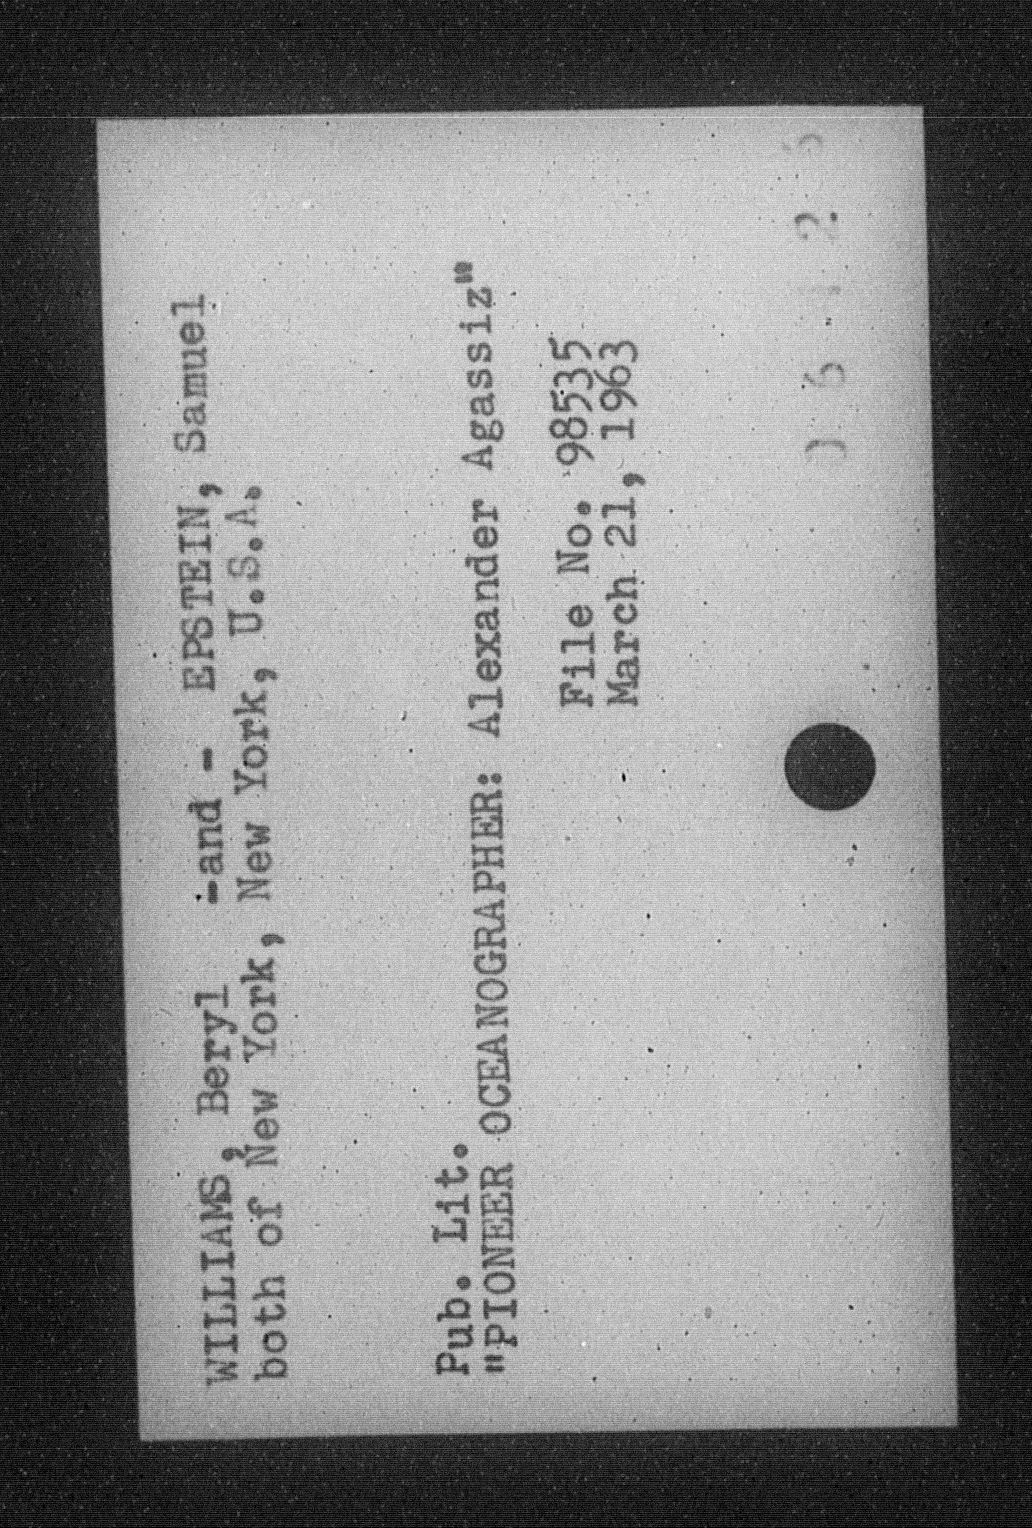 WILLIAMS, Beryl -and - EPSTEIN, Samuel
both of New York, New York, U.S.A.
Pub. Lit.
"PIONEER OCEANOGRAPHER: Alexander Agassiz"
File No. 98535
March 21, 1963